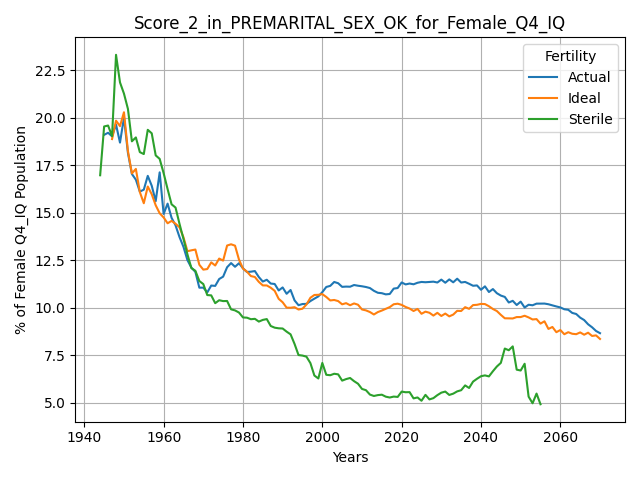 Score_2_in_PREMARITAL_SEX_OK_for_Female_Q4_IQ
Fertility
Actual
Ideal
Sterile
% of Female Q4_IQ Population
22.5
20.0
17.5
15.0
12.5
10.0
7.5
5.0
1940 1960 1980 2000 2020 2040 2060
Years